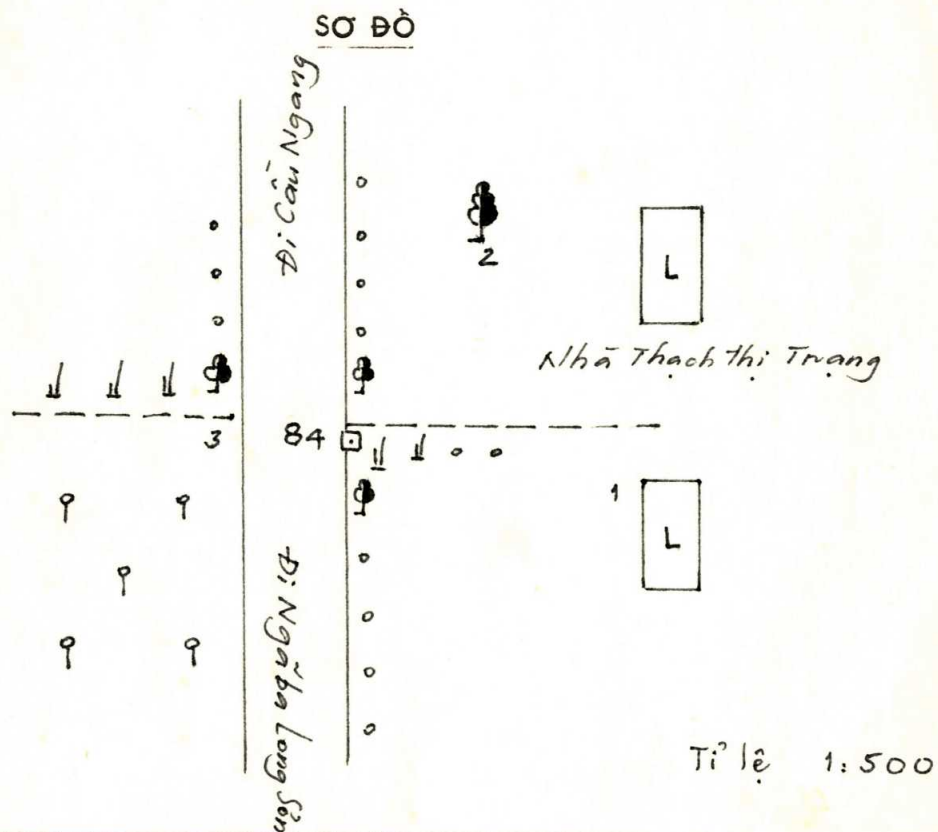 SƠ ĐỒ
Đi Cầu Ngang
2
L
Nhà Thạch Thị Trạng
3
84
1
L
Đi Ngã ba Long Sơn
Tỉ lệ 1:500